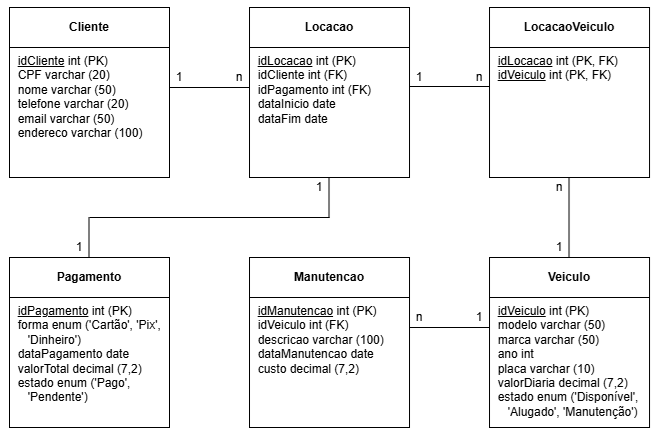 Cliente
idCliente int (PK)
CPF varchar (20)
nome varchar (50)
telefone varchar (20)
email varchar (50)
endereco varchar (100)
1
n
Locacao
idLocacao int (PK)
idCliente int (FK)
idPagamento int (FK)
dataInicio date
dataFim date
1
n
LocacaoVeiculo
idLocacao int (PK, FK)
idVeiculo int (PK, FK)
1
1
n
1
Pagamento
idPagamento int (PK)
forma enum ('Cartão', 'Pix',
'Dinheiro')
dataPagamento date
valorTotal decimal (7,2)
estado enum ('Pago',
'Pendente')
Manutencao
idManutencao int (PK)
idVeiculo int (FK)
descricao varchar (100)
dataManutencao date
custo decimal (7,2)
n
1
Veiculo
idVeiculo int (PK)
modelo varchar (50)
marca varchar (50)
ano int
placa varchar (10)
valorDiaria decimal (7,2)
estado enum ('Disponível',
'Alugado', 'Manutenção')